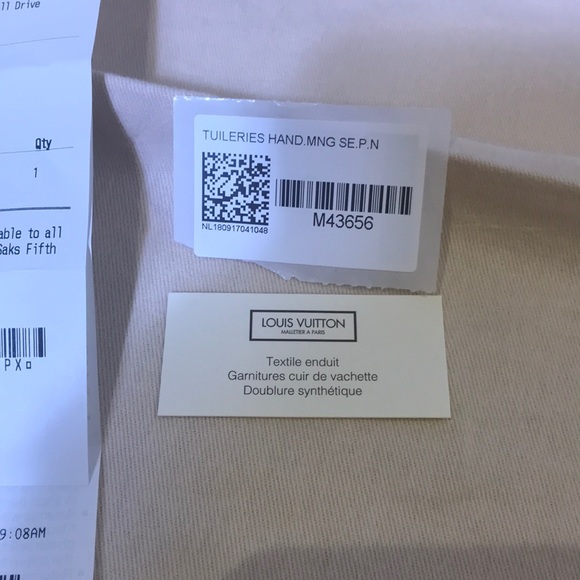 ll Drive
Qty
1
able to all
Saks Fifth
PX
9:08AM
TUILERIES HAND.MNG SE.P.N
NL180917041048
M43656
LOUIS VUITTON
MALLETIER A PARIS
Textile enduit
Garnitures cuir de vachette
Doublure synthétique